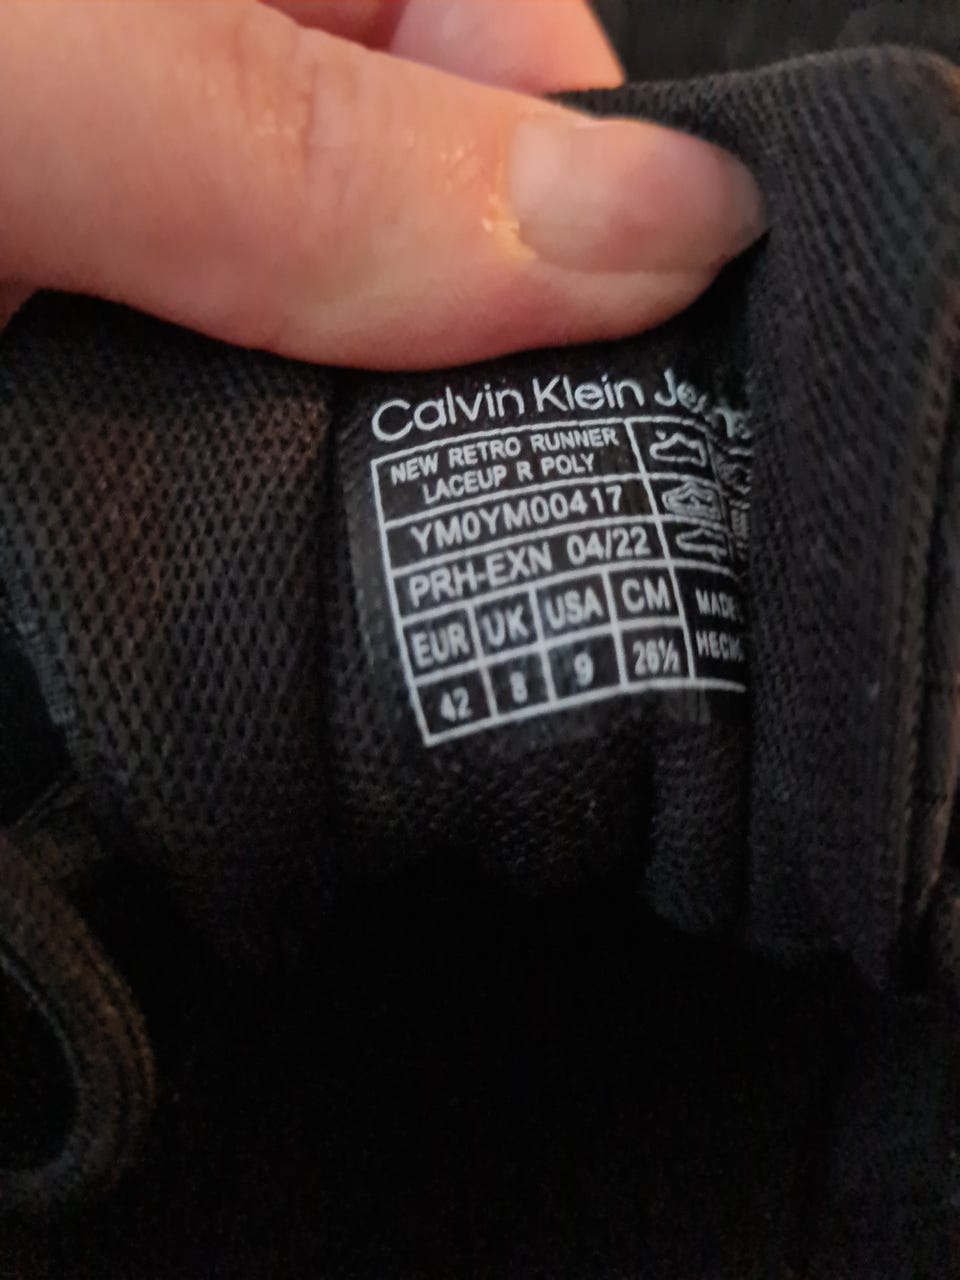 Calvin Klein
NEW RETRO RUNNER
LACEUP R POLY
YM0YM00417
PRH-EXN 04/22
EUR UK USA CM
42 8 9 26½